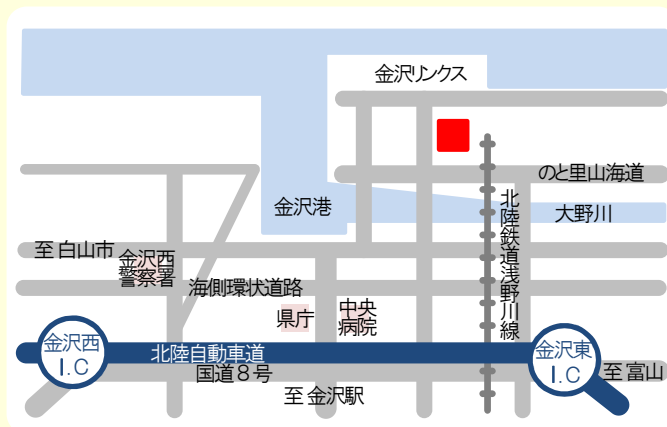 金沢リンクス
のと里山海道
金沢港
大野川
北陸鉄道浅野川線
至白山市
金沢西
警察署
海側環状道路
県庁
中央
病院
金沢西
I.C
北陸自動車道
金沢東
I.C
国道8号
至富山
至金沢駅